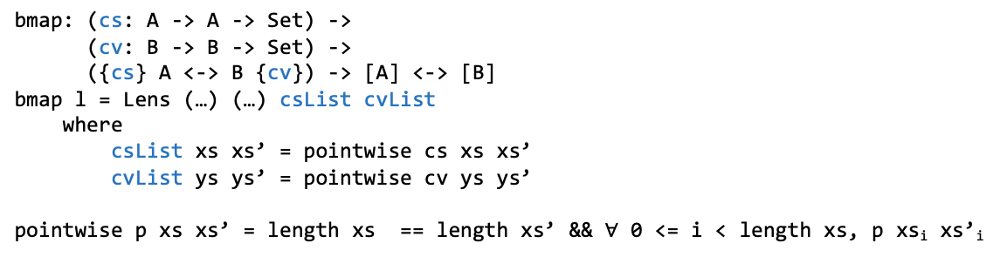 bmap: (cs: A -> A -> Set) ->
(cv: B -> B -> Set) ->
({cs} A <-> B {cv}) -> [A] <-> [B]
bmap l = Lens (…) (…) csList cvList
where
csList xs xs’ = pointwise cs xs xs’
cvList ys ys’ = pointwise cv ys ys’
pointwise p xs xs’ = length xs == length xs’ && ∀ 0 <= i < length xs, p xsᵢ xs’ᵢ